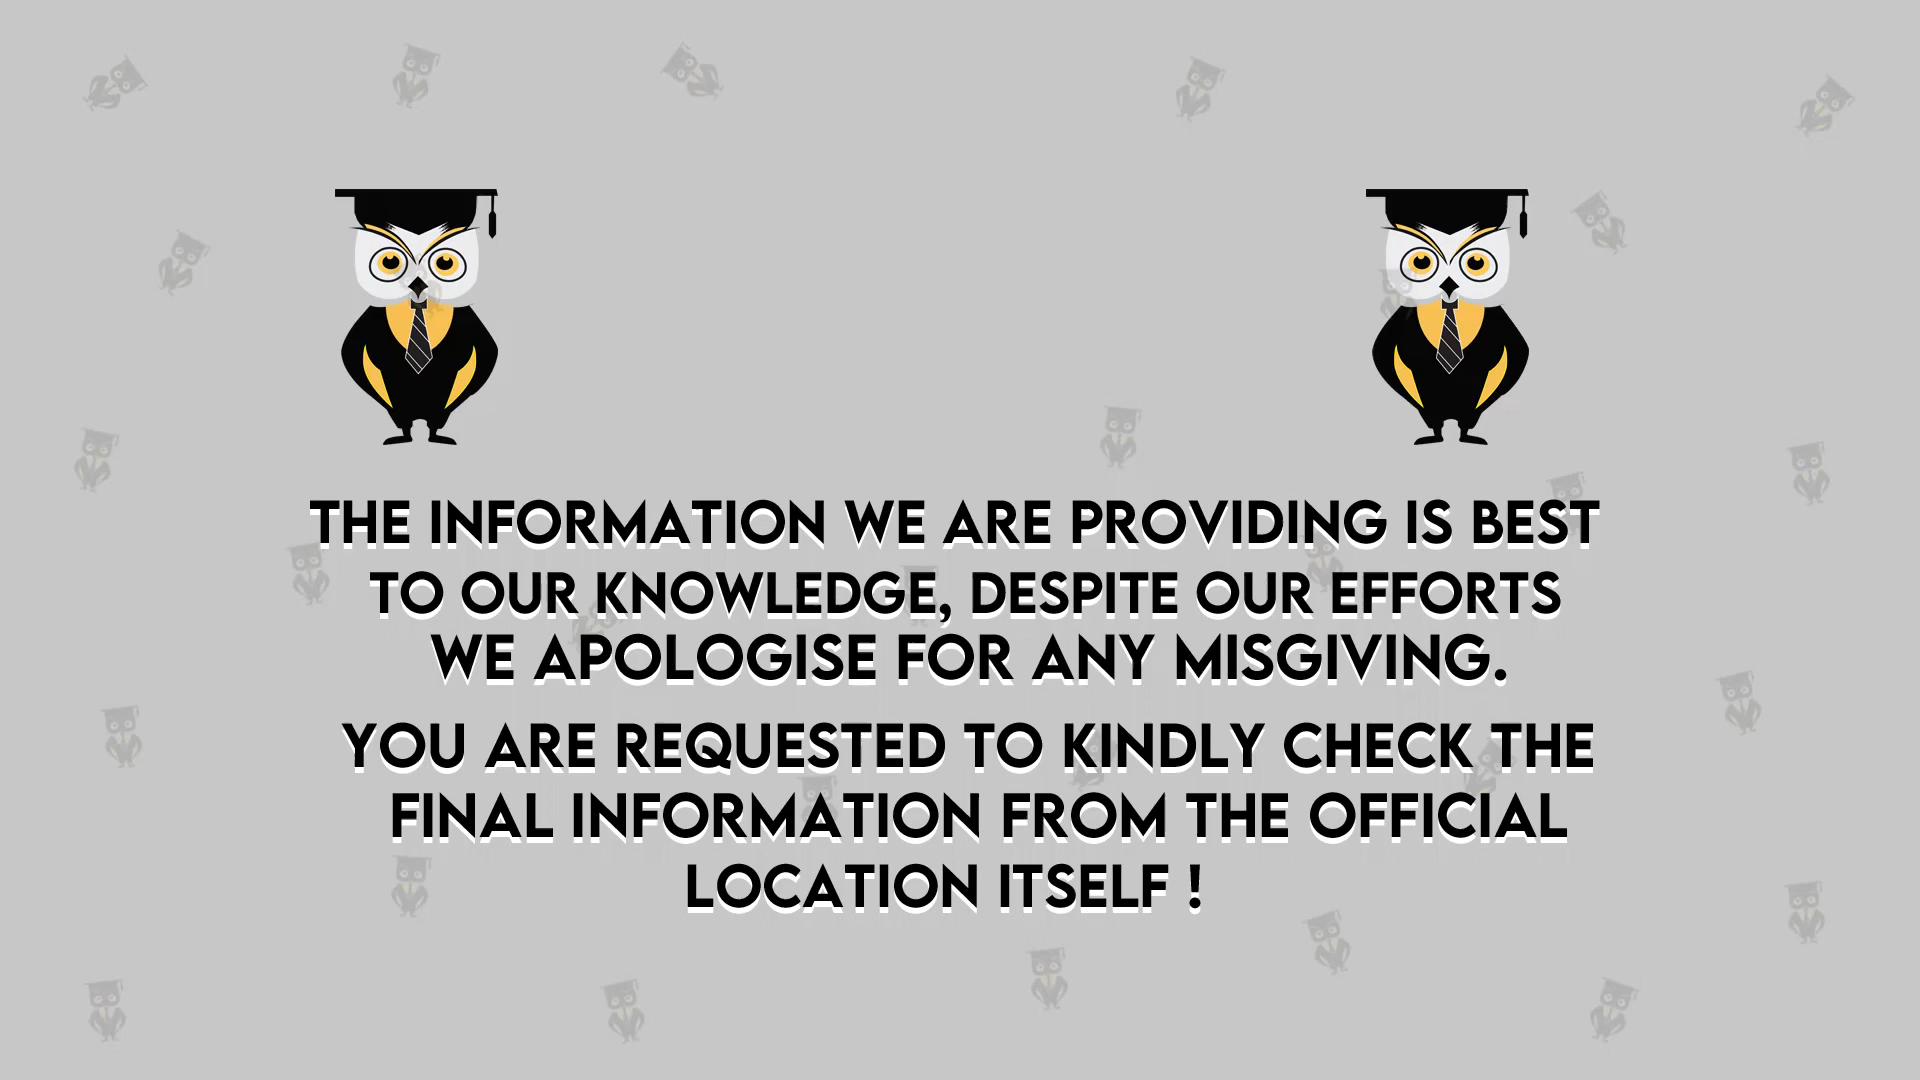 THE INFORMATION WE ARE PROVIDING IS BEST
TO OUR KNOWLEDGE, DESPITE OUR EFFORTS
WE APOLOGISE FOR ANY MISGIVING.
YOU ARE REQUESTED TO KINDLY CHECK THE
FINAL INFORMATION FROM THE OFFICIAL
LOCATION ITSELF !